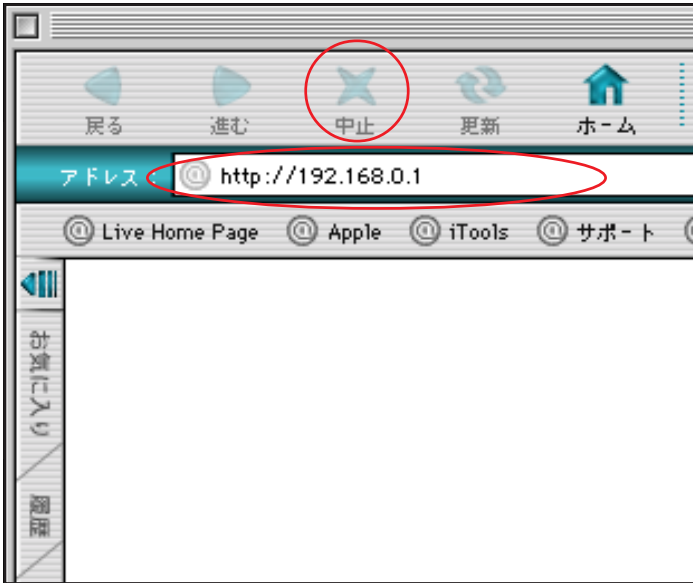 戻る 進む 中止 更新 ホーム
アドレス : http://192.168.0.1
Live Home Page Apple iTools サポート
お気に入り
履歴